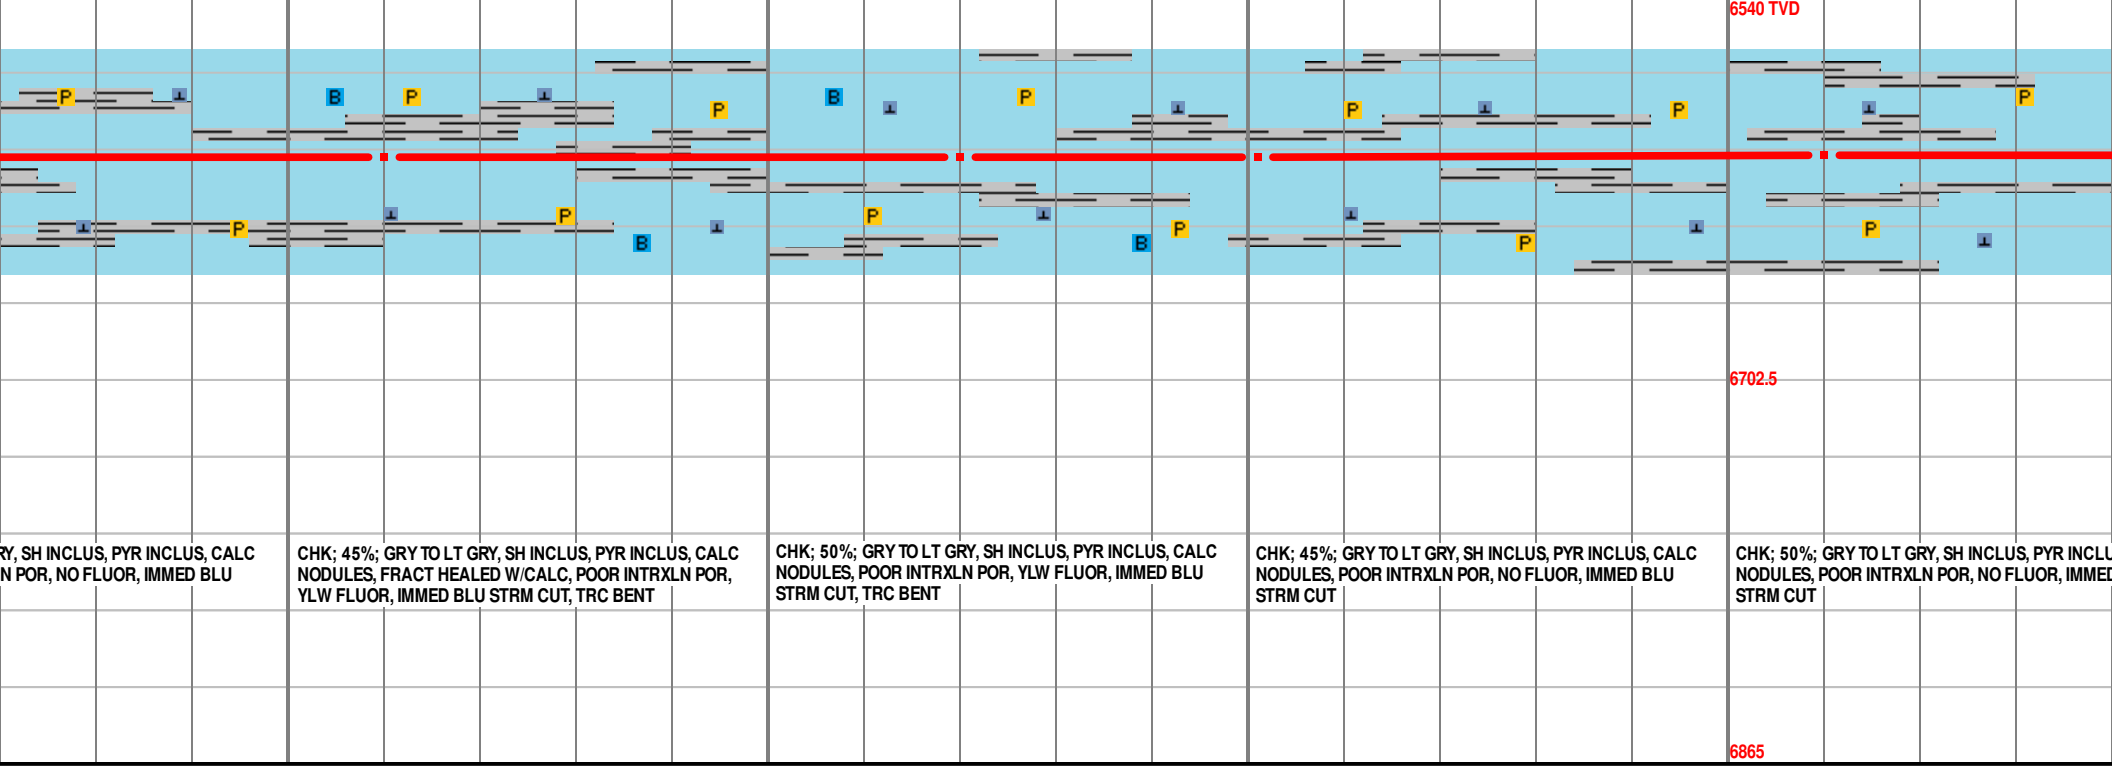 6540 TVD
B
P
P
B
P
P
P
P
P
P
P
P
P
P
P
B
B
P
6702.5
RY, SH INCLUS, PYR INCLUS, CALC
N POR, NO FLUOR, IMMED BLU
CHK; 45%; GRY TO LT GRY, SH INCLUS, PYR INCLUS, CALC
NODULES, FRACT HEALED W/CALC, POOR INTRXLN POR,
YLW FLUOR, IMMED BLU STRM CUT, TRC BENT
CHK; 50%; GRY TO LT GRY, SH INCLUS, PYR INCLUS, CALC
NODULES, POOR INTRXLN POR, YLW FLUOR, IMMED BLU
STRM CUT, TRC BENT
CHK; 45%; GRY TO LT GRY, SH INCLUS, PYR INCLUS, CALC
NODULES, POOR INTRXLN POR, NO FLUOR, IMMED BLU
STRM CUT
CHK; 50%; GRY TO LT GRY, SH INCLUS, PYR INCLU
NODULES, POOR INTRXLN POR, NO FLUOR, IMMED
STRM CUT
6865